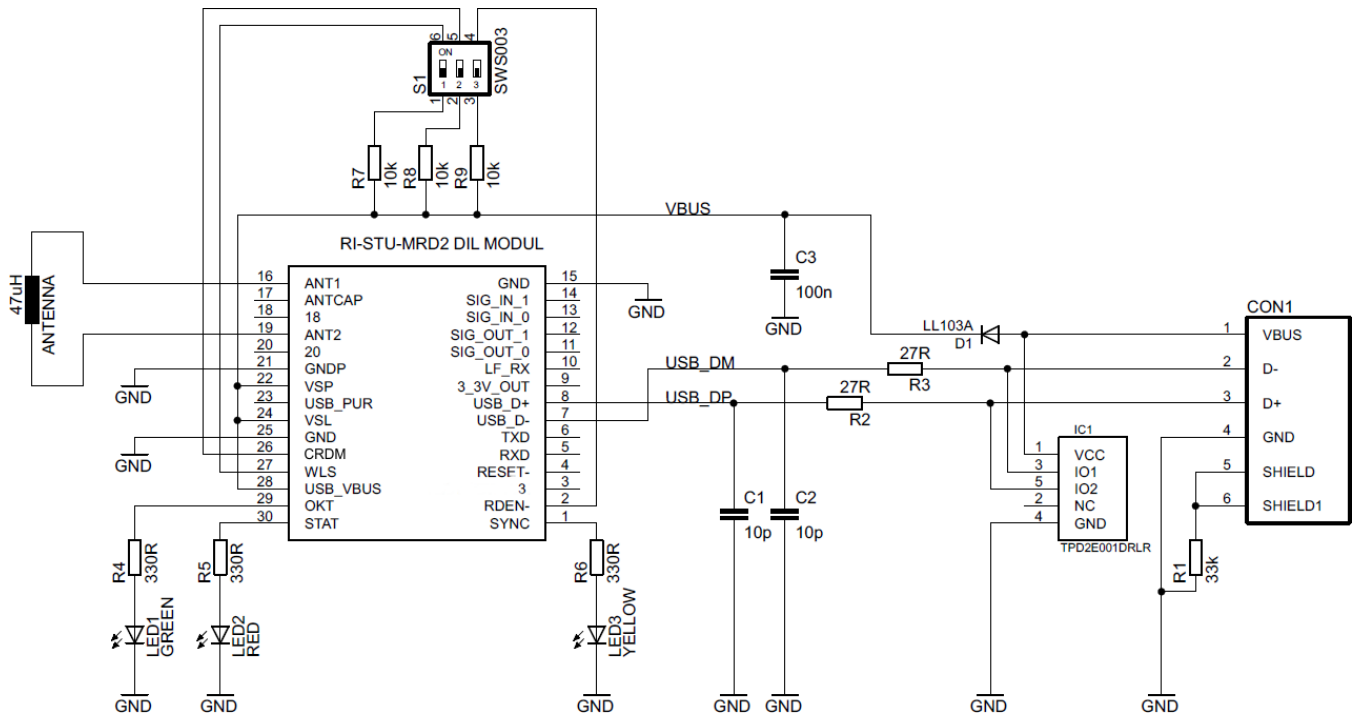 6 5 4
ON
1 2 3
S1
SWS003
1 2 3
R7
10k
R8
10k
R9
10k
VBUS
RI-STU-MRD2 DIL MODUL
47uH
ANTENNA
16 ANT1
17 ANTCAP
18 18
19 ANT2
20 20
21 GNDP
22 VSP
23 USB_PUR
24 VSL
25 GND
26 CRDM
27 WLS
28 USB_VBUS
29 OKT
30 STAT
GND 15
SIG_IN_1 14
SIG_IN_0 13
SIG_OUT_1 12
SIG_OUT_0 11
LF_RX 10
3_3V_OUT 9
USB_D+ 8
USB_D- 7
TXD 6
RXD 5
RESET- 4
3 3
RDEN- 2
SYNC 1
GND
GND
GND
C3
100n
GND
LL103A
D1
USB_DM
27R
R3
USB_DP
27R
R2
CON1
1 VBUS
2 D-
3 D+
4 GND
5 SHIELD
6 SHIELD1
IC1
1 VCC
3 IO1
5 IO2
2 NC
4 GND
TPD2E001DRLR
C1
10p
C2
10p
R1
33k
R4
330R
R5
330R
R6
330R
LED1
GREEN
LED2
RED
LED3
YELLOW
GND
GND
GND
GND
GND
GND
GND